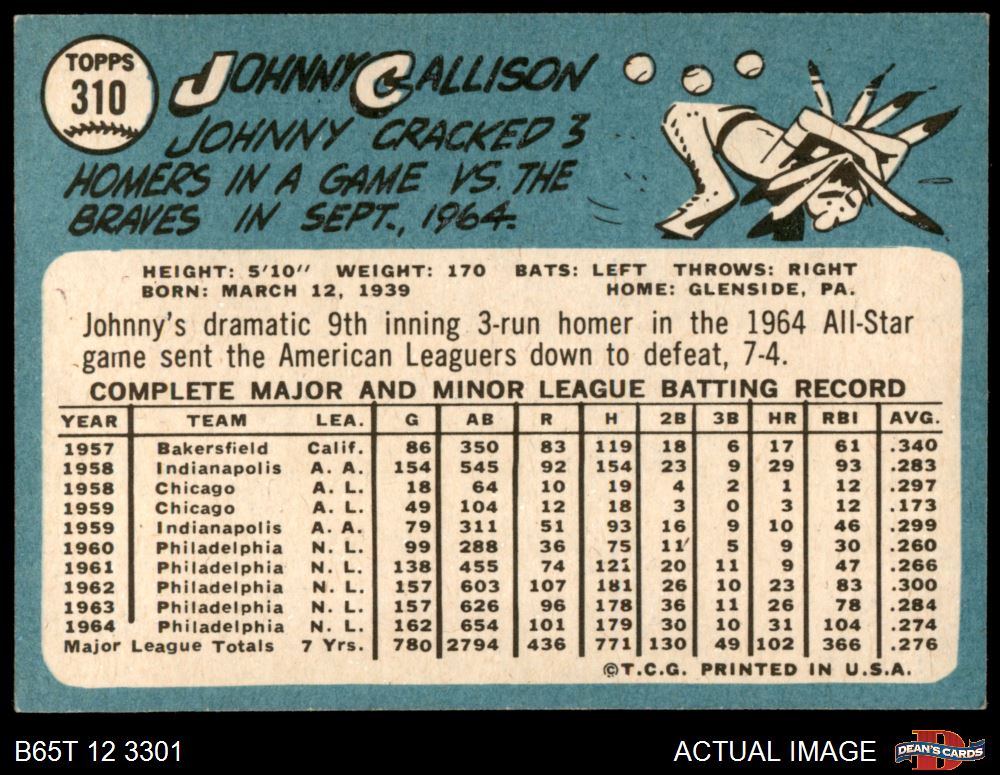 TOPPS
310
JOHNNY CALLISON
JOHNNY CRACKED 3
HOMERS IN A GAME VS. THE
BRAVES IN SEPT., 1964.
HEIGHT: 5'10" WEIGHT: 170 BATS: LEFT THROWS: RIGHT
BORN: MARCH 12, 1939 HOME: GLENSIDE, PA.
Johnny's dramatic 9th inning 3-run homer in the 1964 All-Star
game sent the American Leaguers down to defeat, 7-4.
COMPLETE MAJOR AND MINOR LEAGUE BATTING RECORD
YEAR TEAM LEA. G AB R H 2B 3B HR RBI AVG.
1957 Bakersfield Calif. 86 350 83 119 18 6 17 61 .340
1958 Indianapolis A. A. 154 545 92 154 23 9 29 93 .283
1958 Chicago A. L. 18 64 10 19 4 2 1 12 .297
1959 Chicago A. L. 49 104 12 18 3 0 3 12 .173
1959 Indianapolis A. A. 79 311 51 93 16 9 10 46 .299
1960 Philadelphia N. L. 99 288 36 75 11 5 9 30 .260
1961 Philadelphia N. L. 138 455 74 121 20 11 9 47 .266
1962 Philadelphia N. L. 157 603 107 181 26 10 23 83 .300
1963 Philadelphia N. L. 157 626 96 178 36 11 26 78 .284
1964 Philadelphia N. L. 162 654 101 179 30 10 31 104 .274
Major League Totals 7 Yrs. 780 2794 436 771 130 49 102 366 .276
©T.C.G. PRINTED IN U.S.A.
B65T 12 3301 ACTUAL IMAGE
D
DEAN'S CARDS